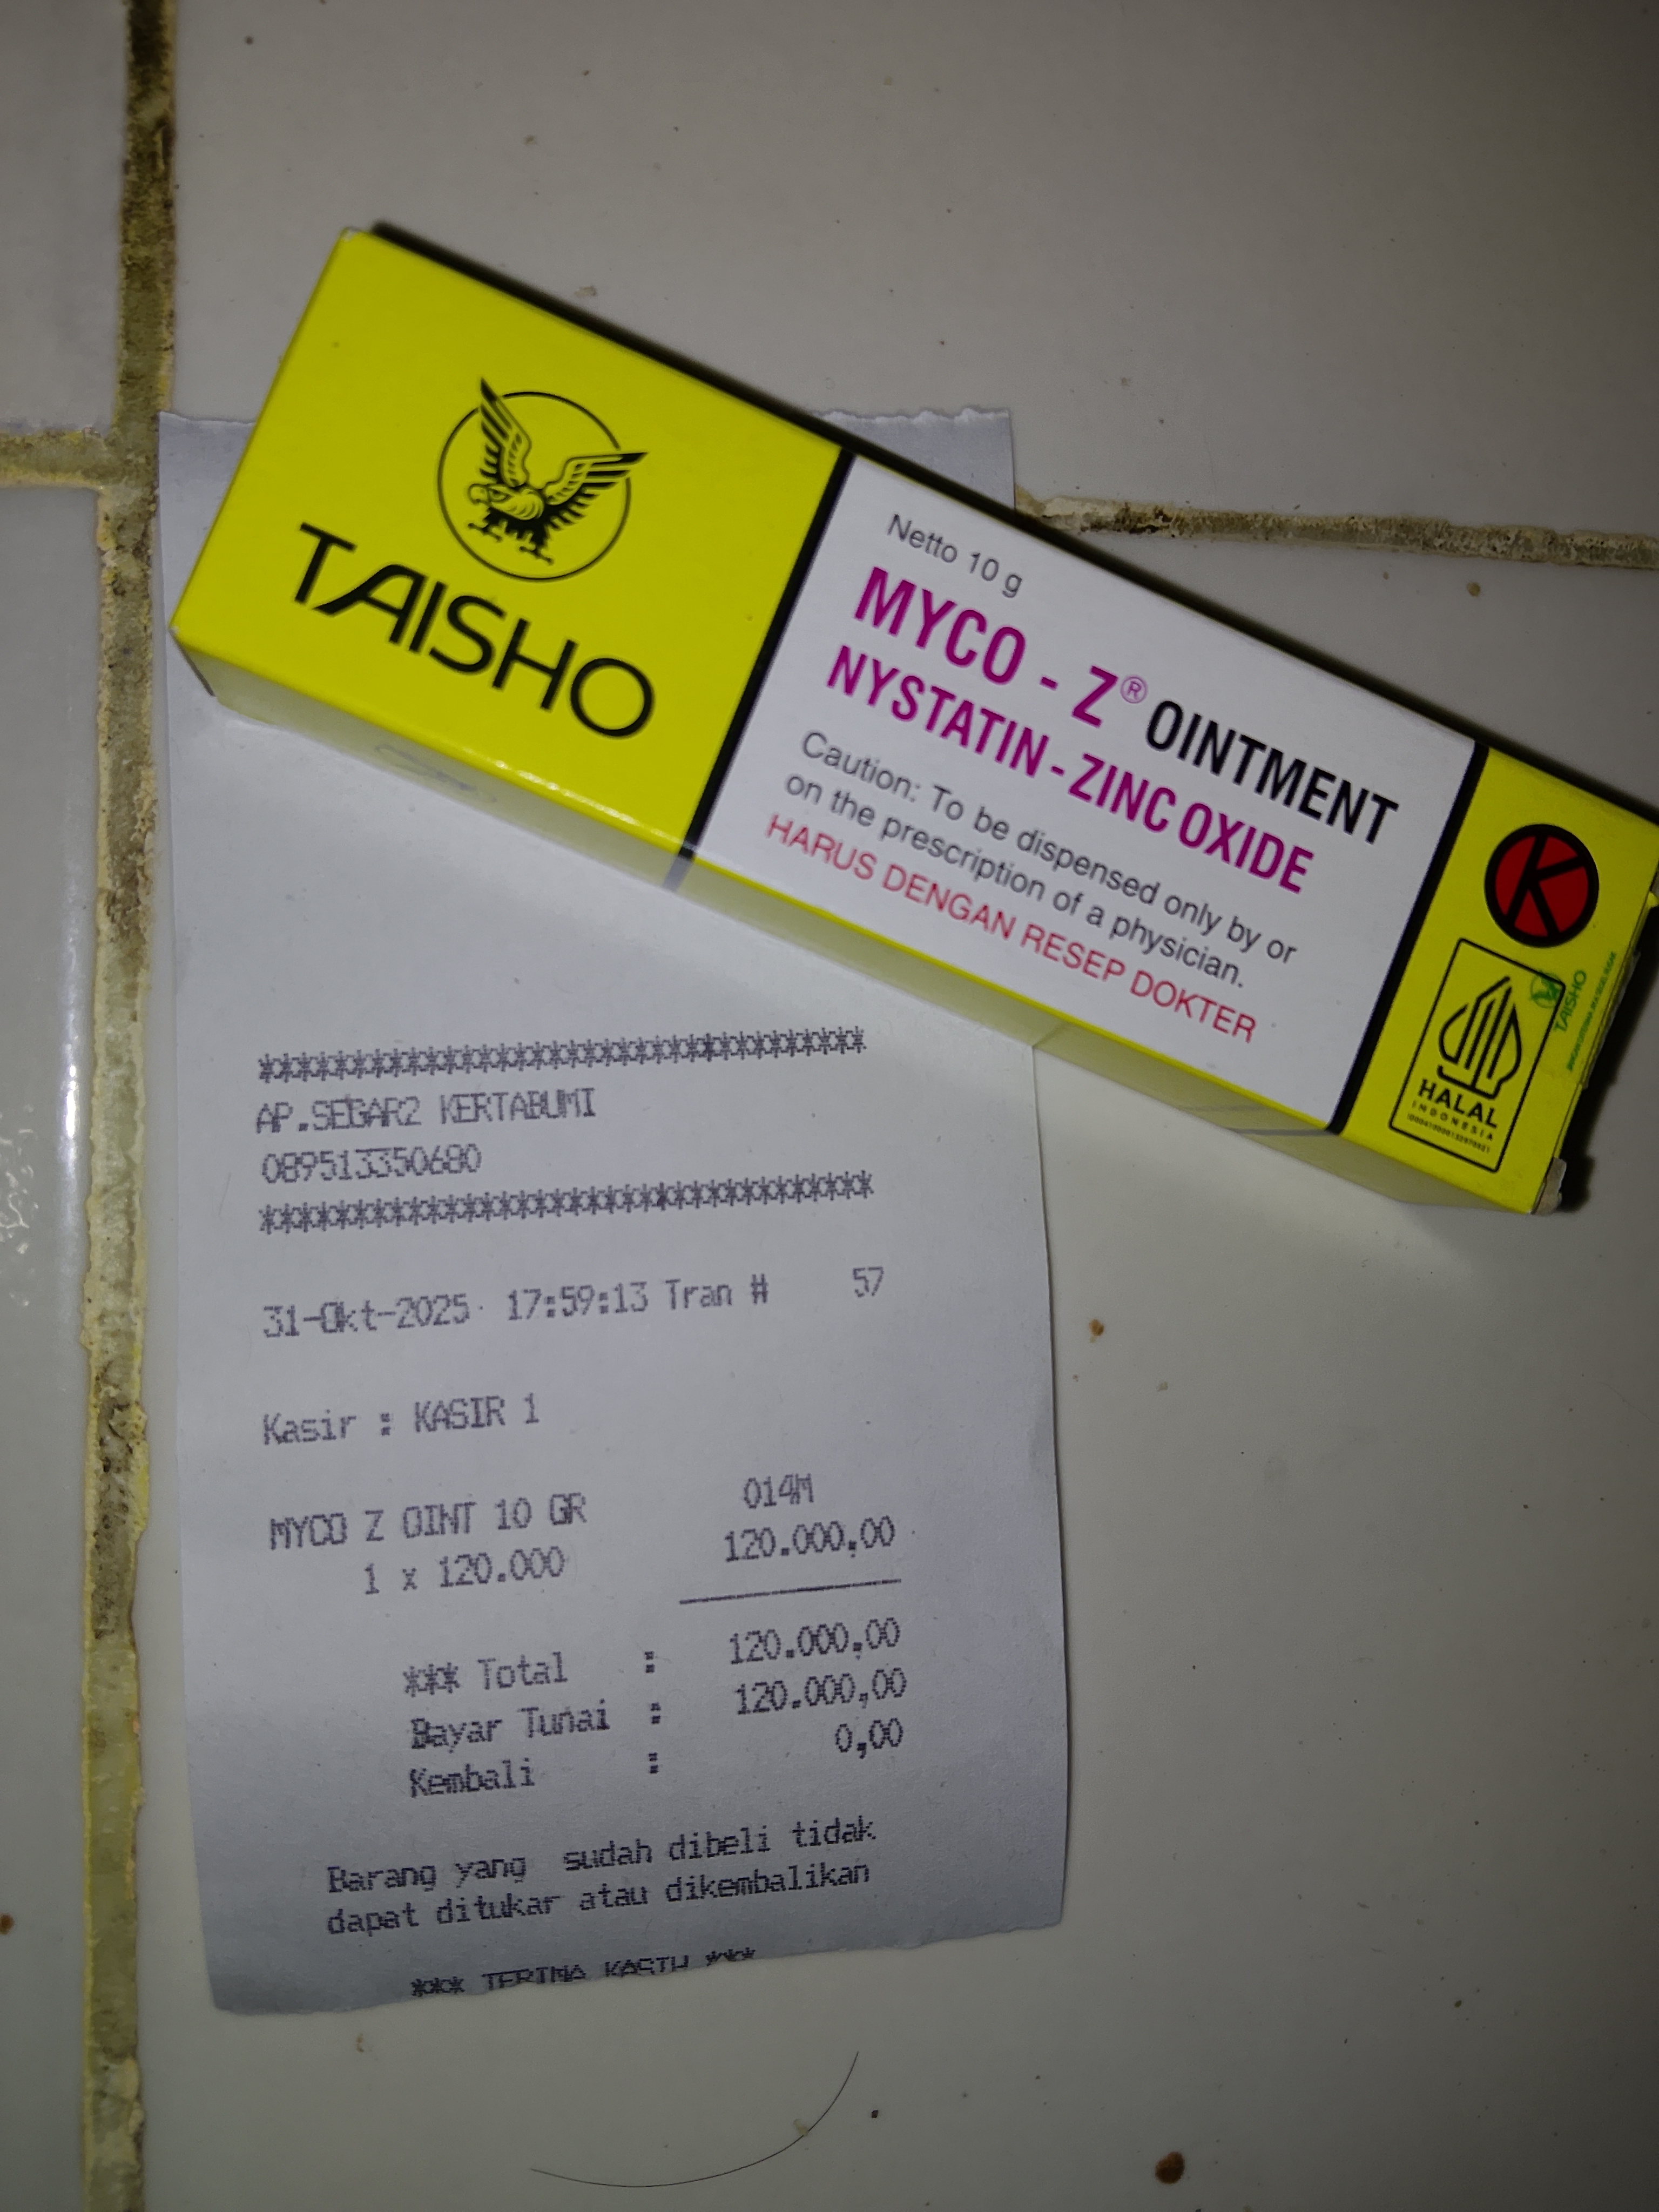 TAISHO
Netto 10 g
MYCO - Z® OINTMENT
NYSTATIN - ZINC OXIDE
Caution: To be dispensed only by or
on the prescription of a physician.
HARUS DENGAN RESEP DOKTER
K
HALAL
INDONESIA
TAISHO
***********************************
AP.SEGAR2 KERTABUMI
089513350680
***********************************
31-Okt-2025 17:59:13 Tran # 57
Kasir : KASIR 1
MYCO Z OINT 10 GR 014M
1 x 120.000 120.000,00
*** Total : 120.000,00
Bayar Tunai : 120.000,00
Kembali : 0,00
Barang yang sudah dibeli tidak
dapat ditukar atau dikembalikan
*** TERIMA KASIH ***